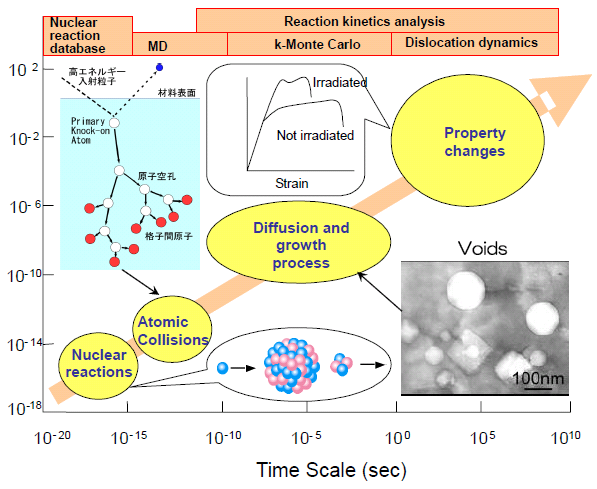 Nuclear
reaction
database
MD
Reaction kinetics analysis
k-Monte Carlo
Dislocation dynamics
10 2
10-2
10-6
10-10
10-14
10-18
高エネルギー
入射粒子
材料表面
Primary
Knock-on
Atom
原子空孔
格子間原子
Irradiated
Not irradiated
Strain
Property
changes
Diffusion and
growth
process
Voids
100nm
Atomic
Collisions
Nuclear
reactions
10-20
10-15
10-10
10-5
100
105
1010
Time Scale (sec)